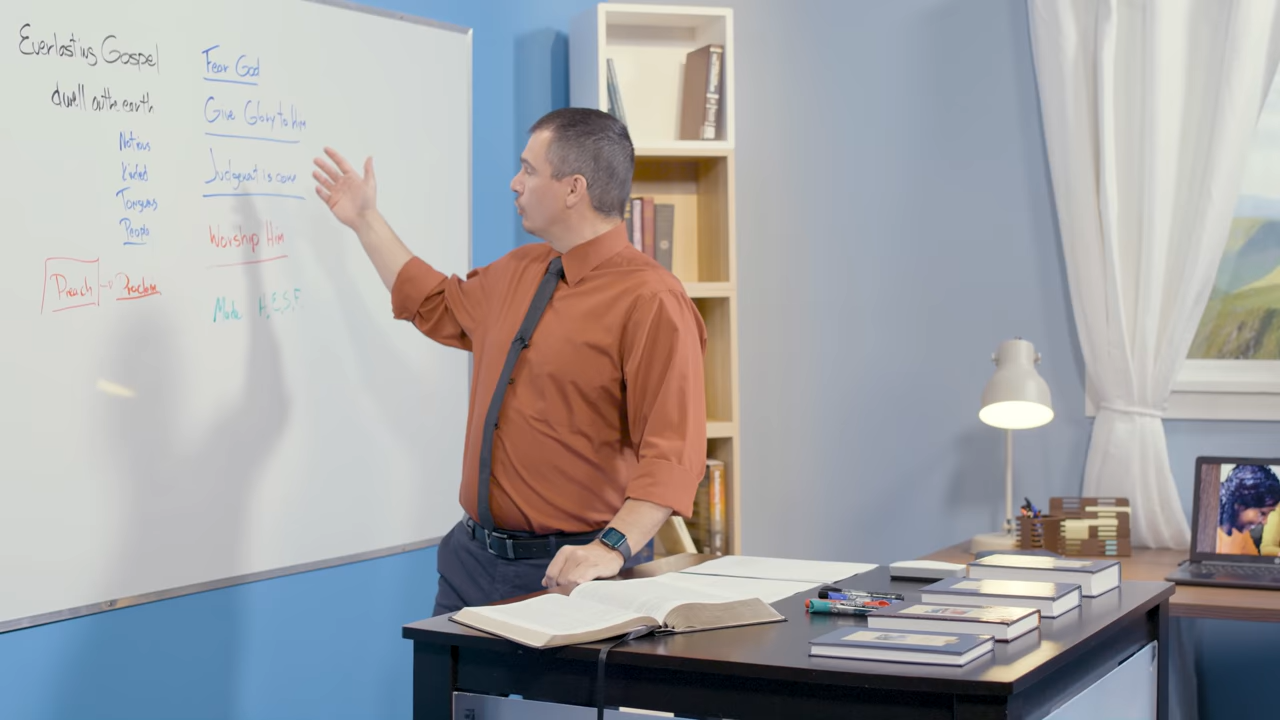 Everlasting Gospel
dwell on the earth
Nations
Kindred
Tongues
People
Preach → Proclaim
Fear God
Give Glory to Him
Judgment is come
Worship Him
Made H, E, S, F